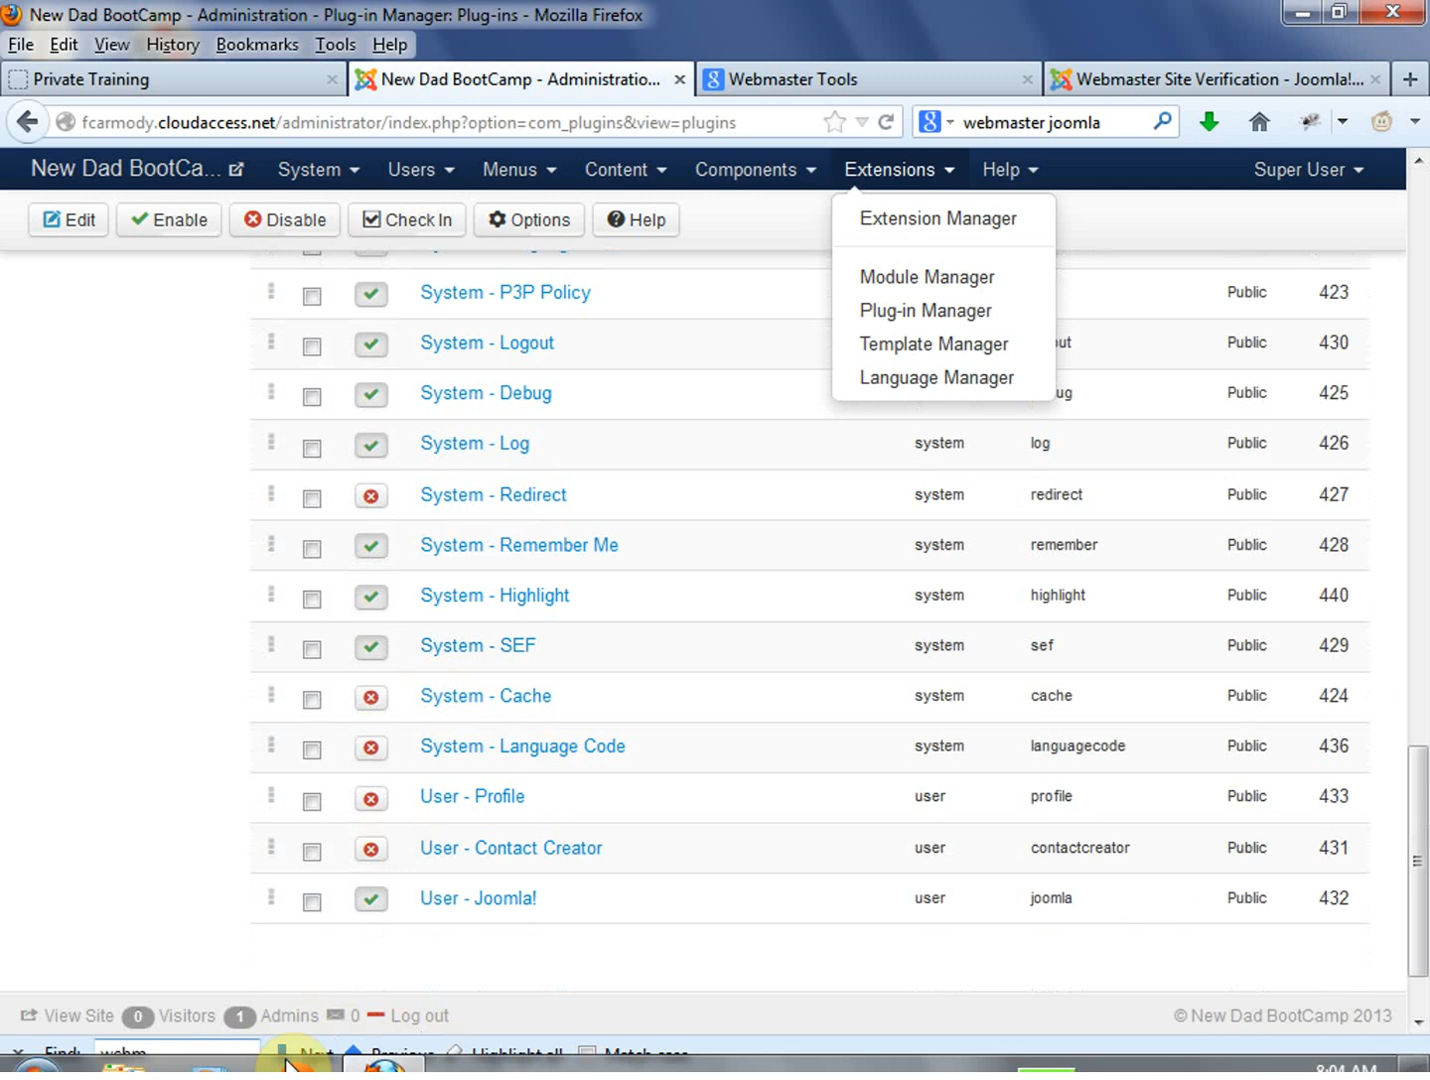 New Dad BootCamp - Administration - Plug-in Manager: Plug-ins - Mozilla Firefox
File Edit View History Bookmarks Tools Help
Private Training
New Dad BootCamp - Administratio...
Webmaster Tools
Webmaster Site Verification - Joomla!...
fcarmody.cloudaccess.net/administrator/index.php?option=com_plugins&view=plugins
webmaster joomla
New Dad BootCa... System Users Menus Content Components Extensions Help Super User
Edit Enable Disable Check In Options Help
Extension Manager
Module Manager
Plug-in Manager
Template Manager
Language Manager
System - P3P Policy Public 423
System - Logout out Public 430
System - Debug ug Public 425
System - Log system log Public 426
System - Redirect system redirect Public 427
System - Remember Me system remember Public 428
System - Highlight system highlight Public 440
System - SEF system sef Public 429
System - Cache system cache Public 424
System - Language Code system languagecode Public 436
User - Profile user profile Public 433
User - Contact Creator user contactcreator Public 431
User - Joomla! user joomla Public 432
View Site 0 Visitors 1 Admins 0 Log out © New Dad BootCamp 2013
Find: webm Next Previous Highlight all Match case
8:04 AM